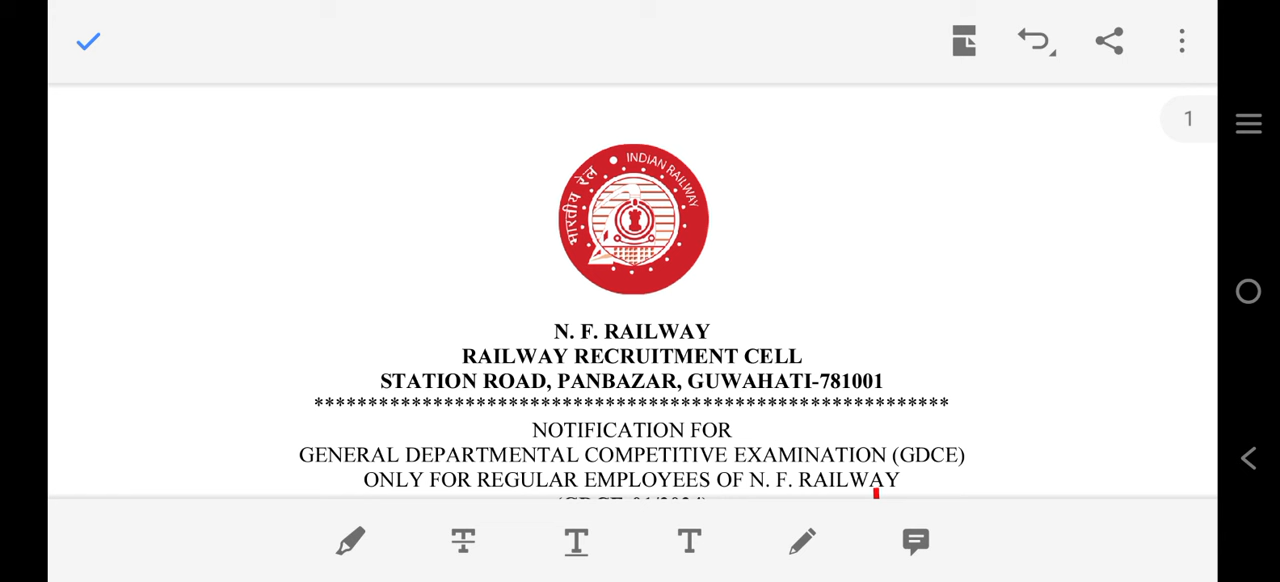 1
भारतीय रेल
INDIAN RAILWAY
N. F. RAILWAY
RAILWAY RECRUITMENT CELL
STATION ROAD, PANBAZAR, GUWAHATI-781001
***********************************************************
NOTIFICATION FOR
GENERAL DEPARTMENTAL COMPETITIVE EXAMINATION (GDCE)
ONLY FOR REGULAR EMPLOYEES OF N. F. RAILWAY